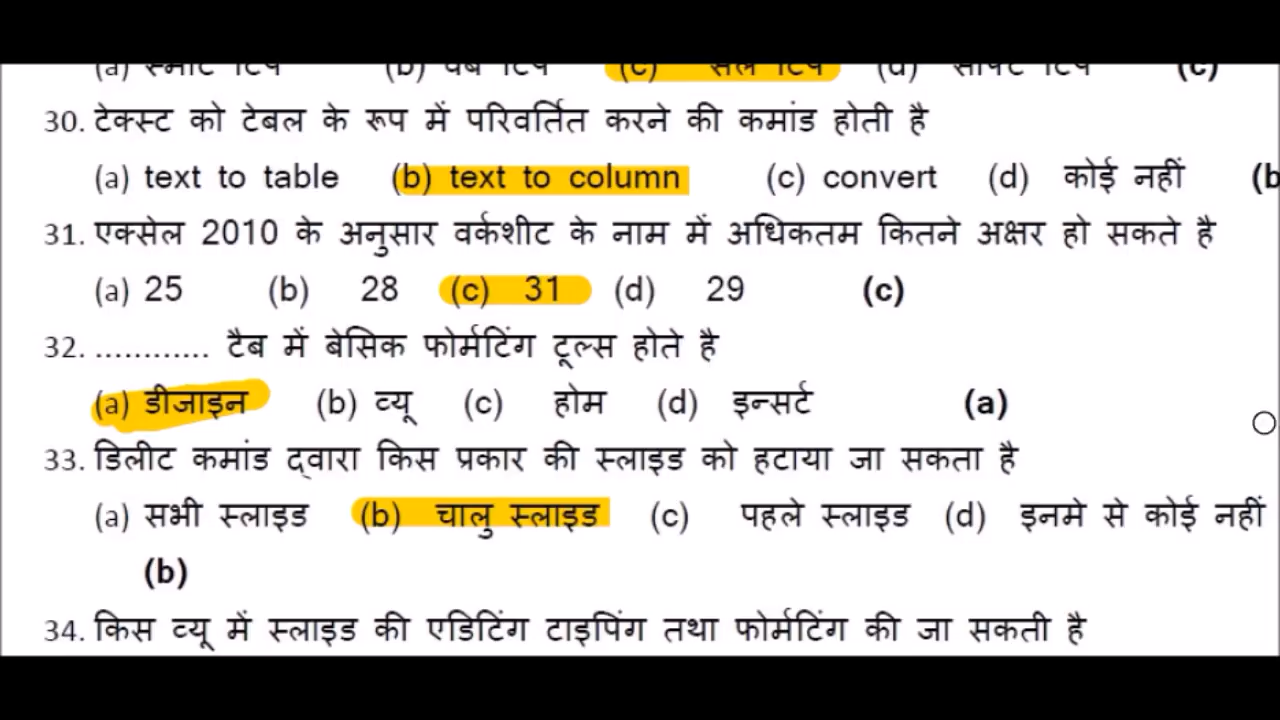 (a) स्मार्ट टिप (b) वेब टिप (c) सेल टिप (d) सॉफ्ट टिप (c)
30. टेक्स्ट को टेबल के रूप में परिवर्तित करने की कमांड होती है
(a) text to table (b) text to column (c) convert (d) कोई नहीं (b
31. एक्सेल 2010 के अनुसार वर्कशीट के नाम में अधिकतम कितने अक्षर हो सकते है
(a) 25 (b) 28 (c) 31 (d) 29 (c)
32. ............ टैब में बेसिक फोर्मेटिंग टूल्स होते है
(a) डीजाइन (b) व्यू (c) होम (d) इन्सर्ट (a)
33. डिलीट कमांड द्वारा किस प्रकार की स्लाइड को हटाया जा सकता है
(a) सभी स्लाइड (b) चालु स्लाइड (c) पहले स्लाइड (d) इनमे से कोई नहीं
(b)
34. किस व्यू में स्लाइड की एडिटिंग टाइपिंग तथा फोर्मेटिंग की जा सकती है